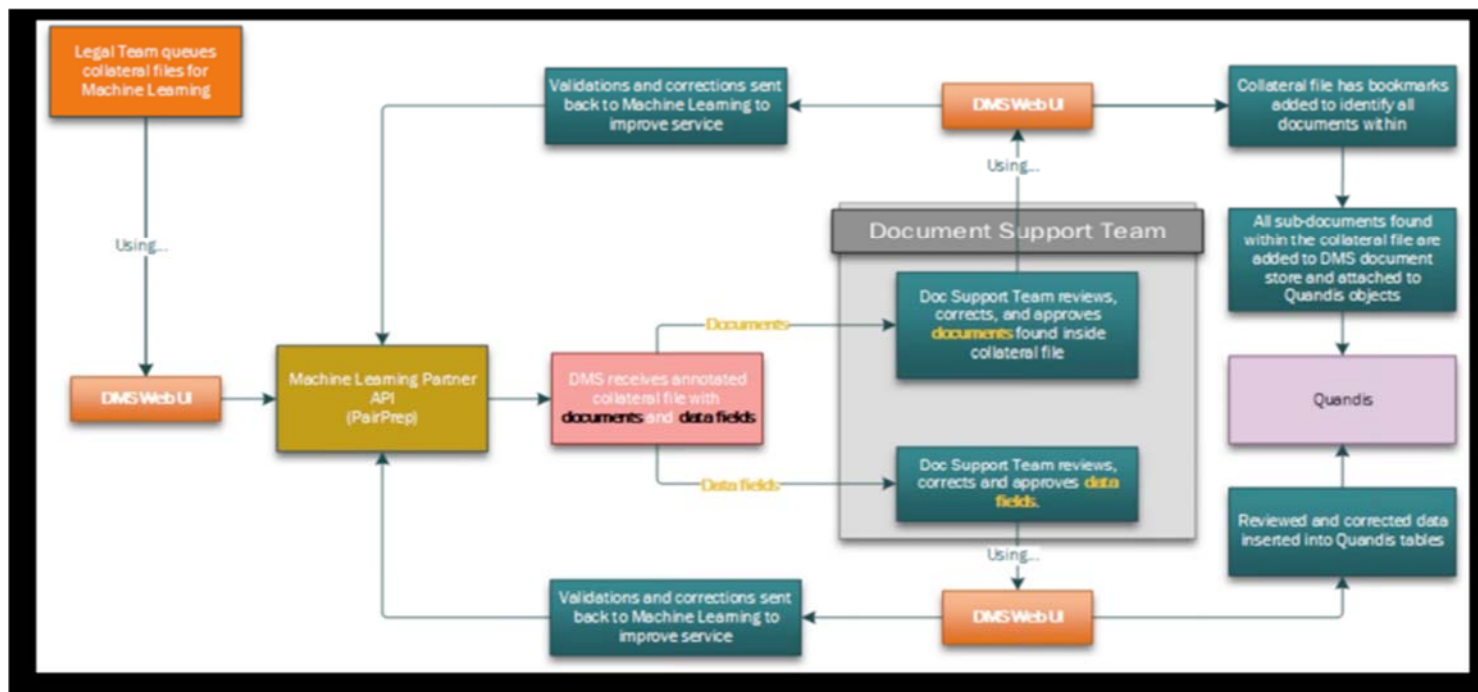 Legal Team queues
collateral files for
Machine Learning
Using...
DMS Web UI
Machine Learning Partner
API
(PairPrep)
Validations and corrections sent
back to Machine Learning to
improve service
DMS receives annotated
collateral file with
documents and data fields
Documents
Data fields
Document Support Team
Doc Support Team reviews,
corrects, and approves
documents found inside
collateral file
Using...
DMS Web UI
Doc Support Team reviews,
corrects and approves data
fields.
Using...
DMS Web UI
Validations and corrections sent
back to Machine Learning to
improve service
Collateral file has bookmarks
added to identify all
documents within
All sub-documents found
within the collateral file are
added to DMS document
store and attached to
Quandis objects
Quandis
Reviewed and corrected data
inserted into Quandis tables